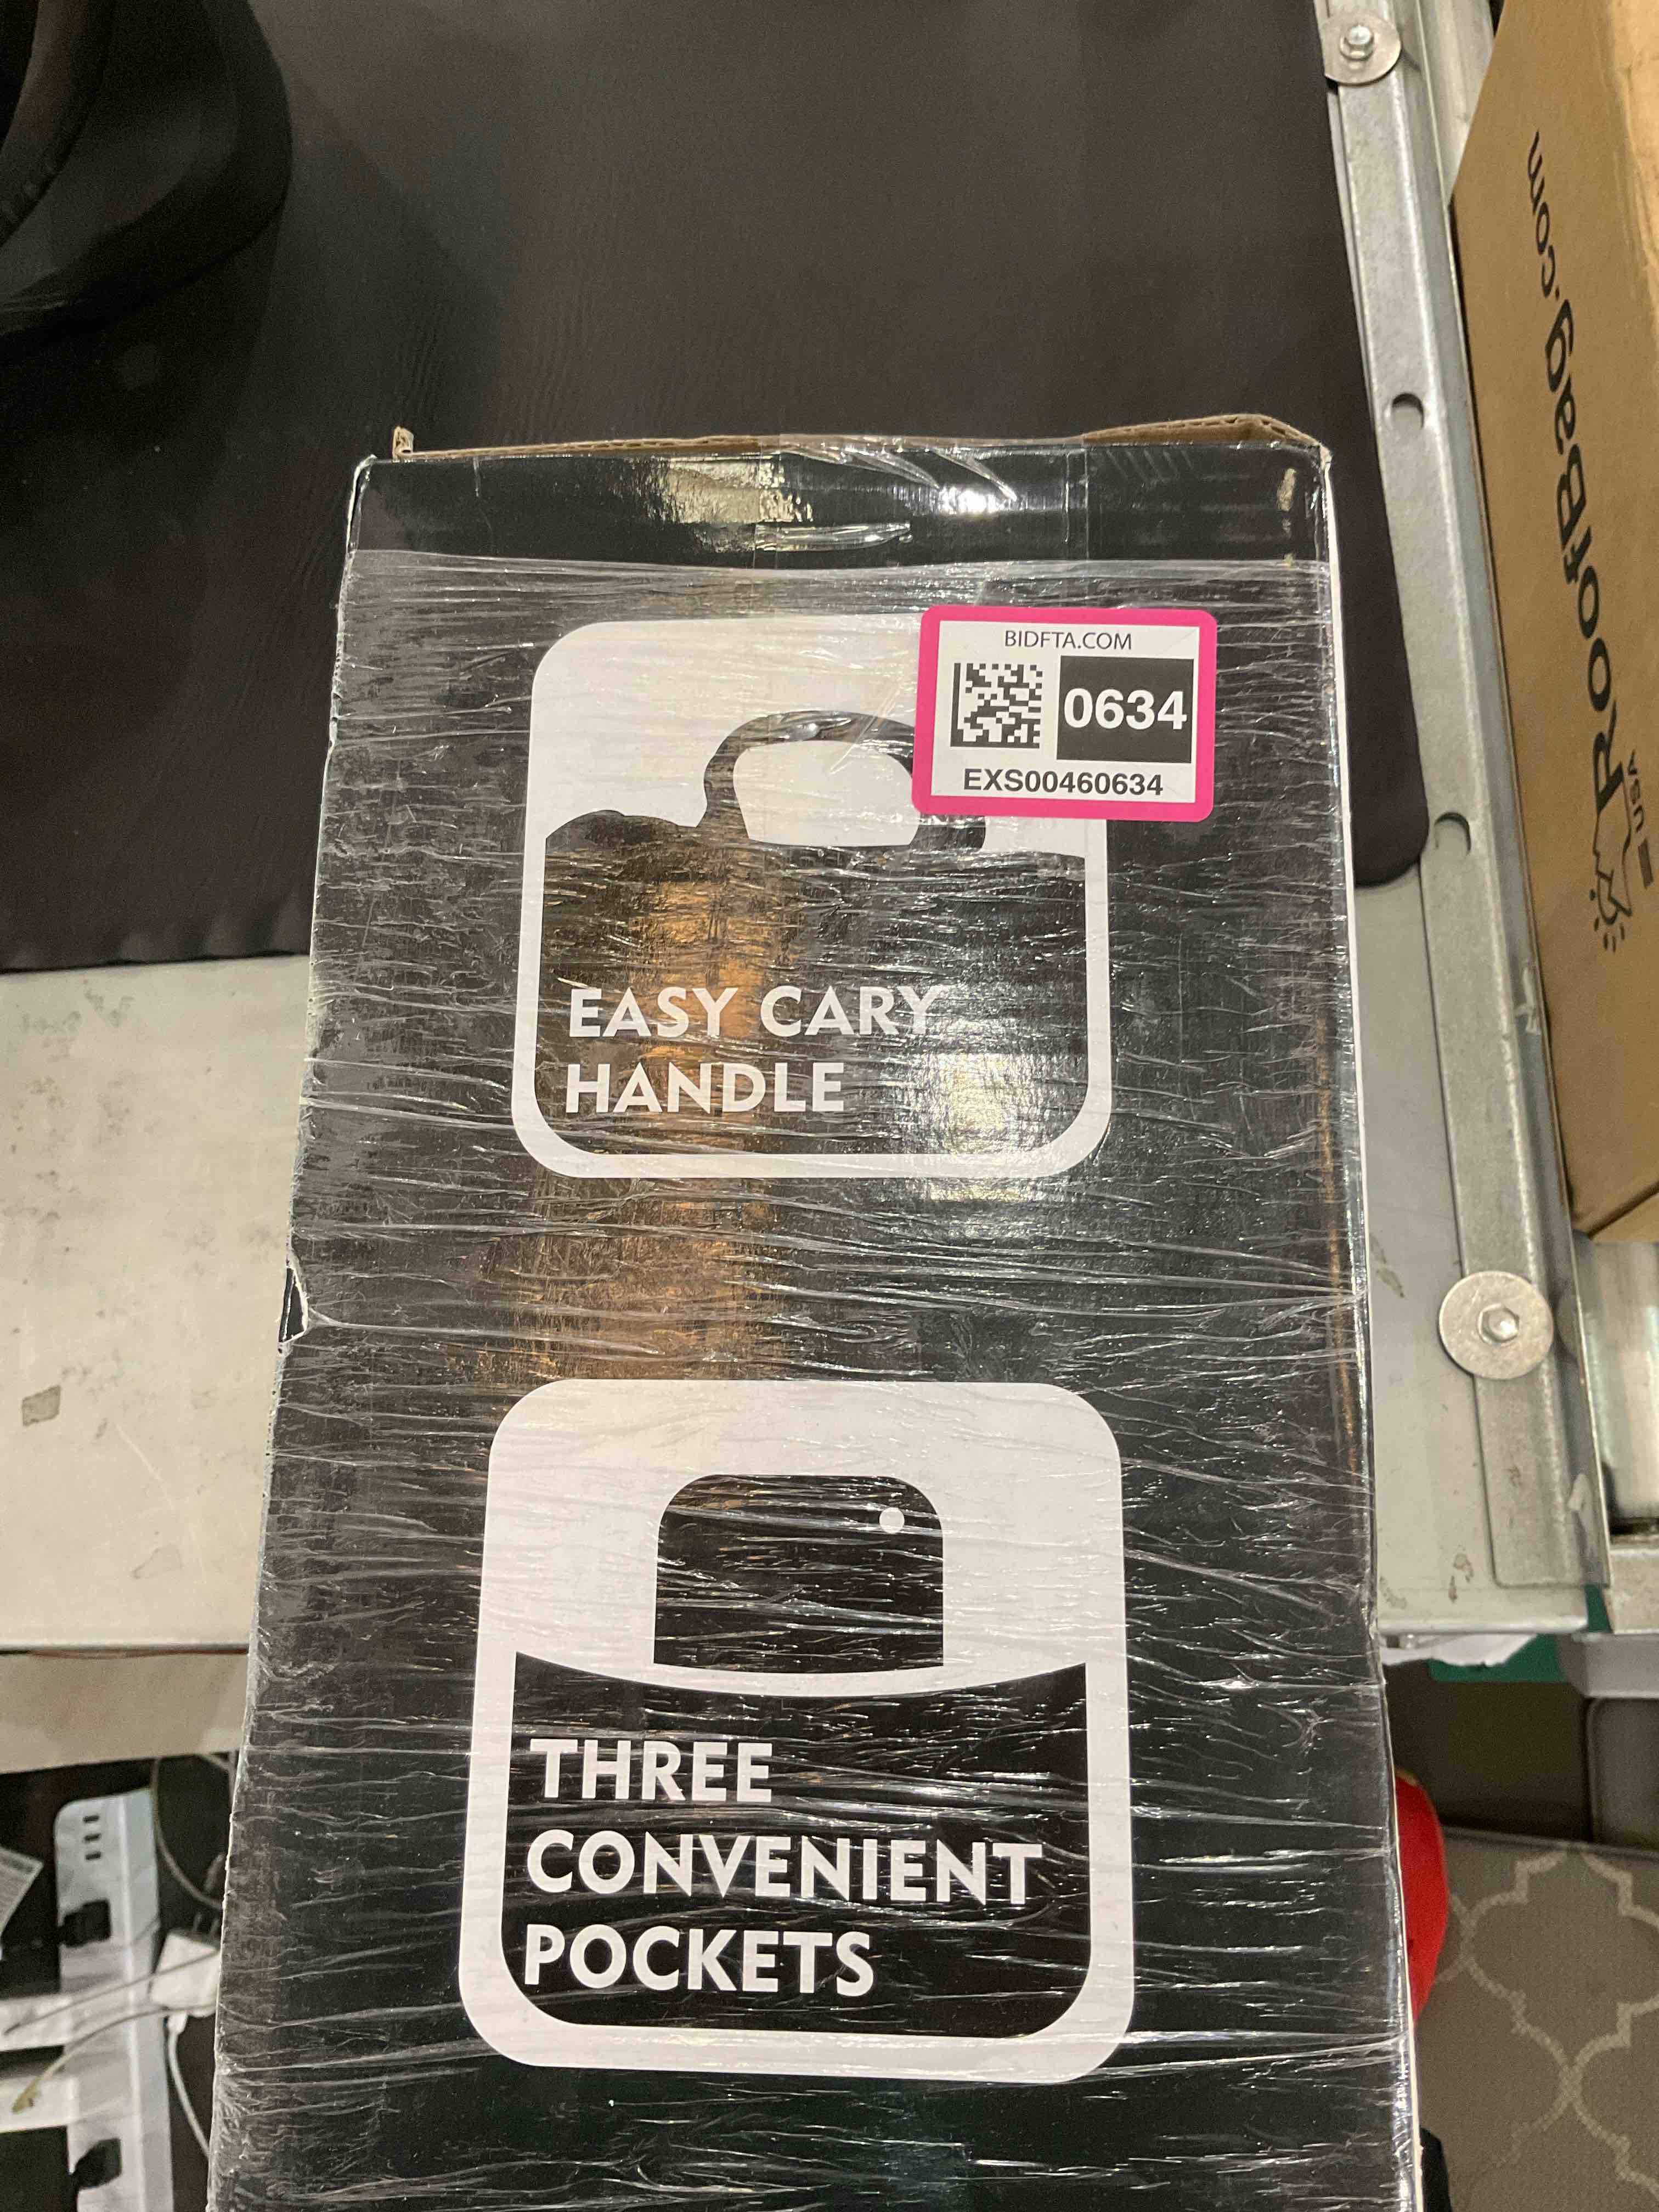 BIDFTA.COM
0634
EXS00460634
EASY CARY
HANDLE
THREE
CONVENIENT
POCKETS
RoofBag.com
USA